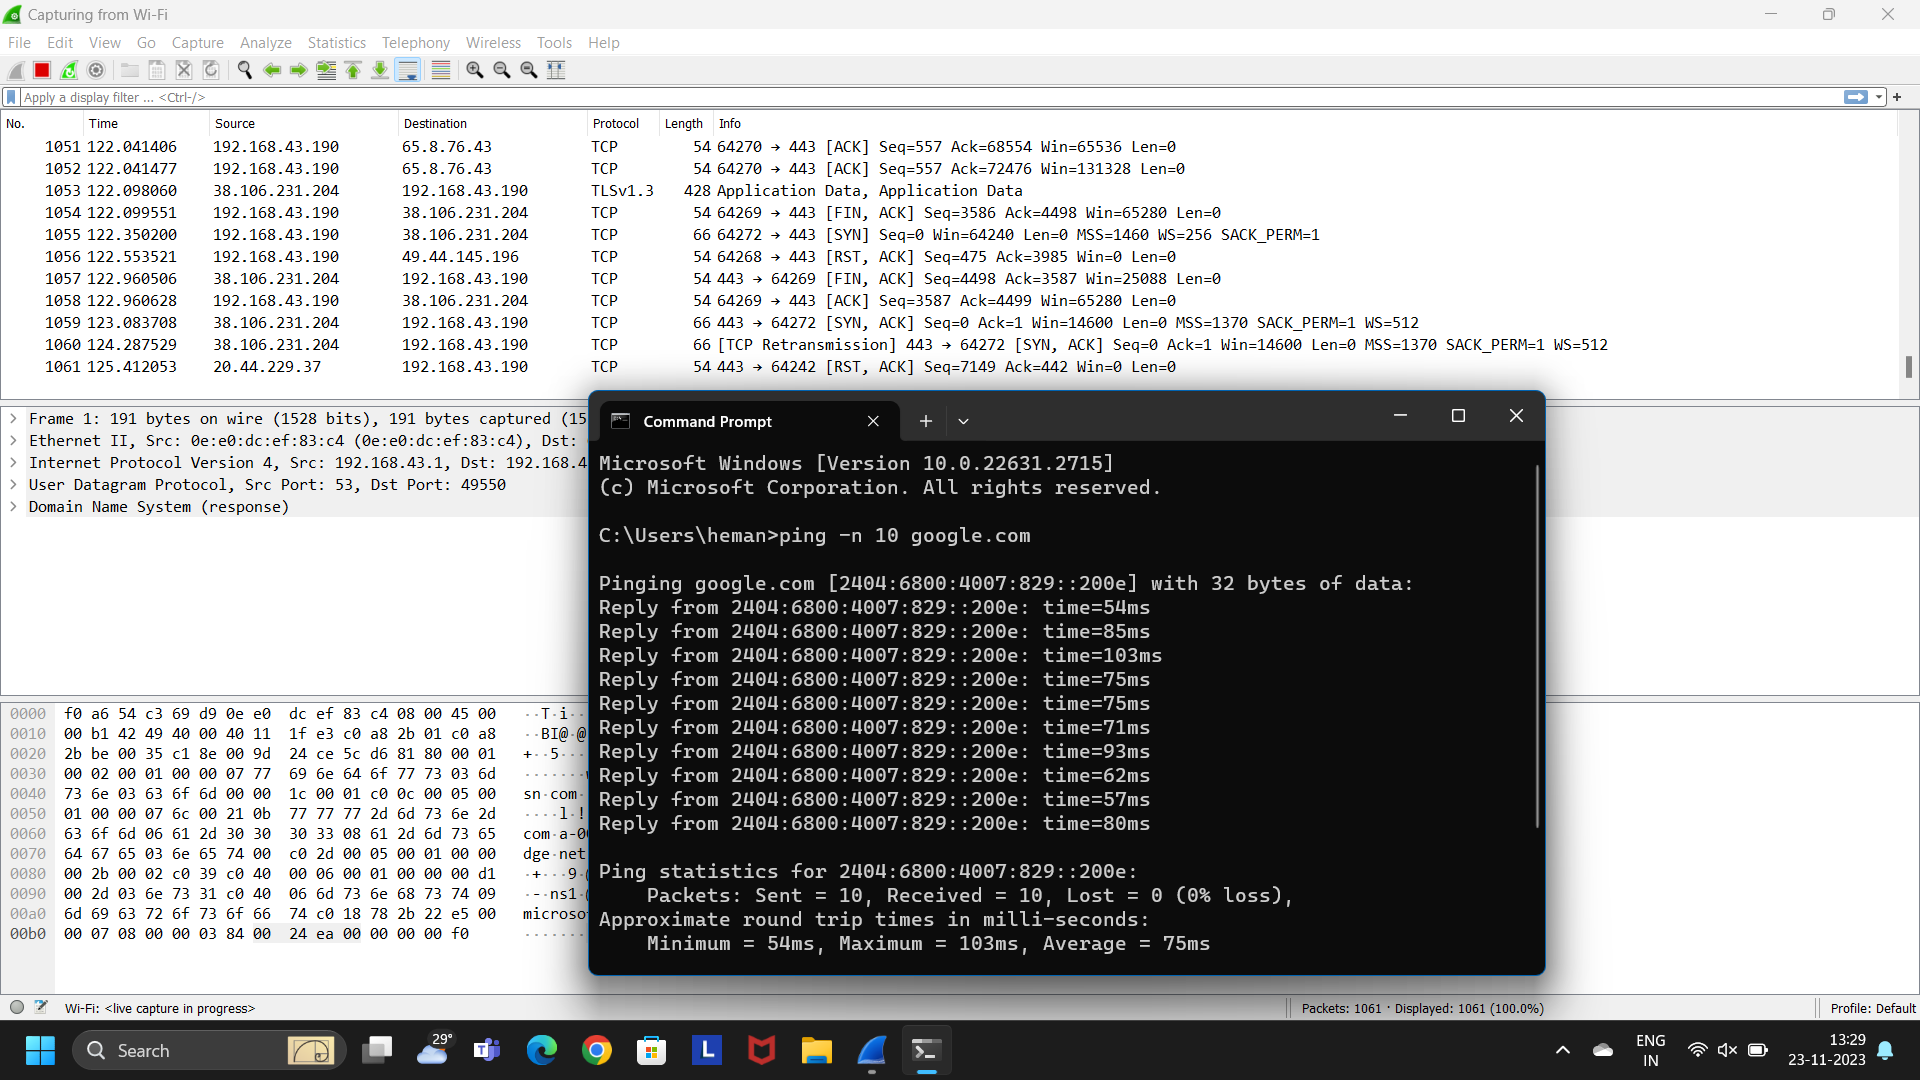 Capturing from Wi-Fi
File Edit View Go Capture Analyze Statistics Telephony Wireless Tools Help
Apply a display filter ... <Ctrl-/>
No. Time Source Destination Protocol Length Info
1051 122.041406 192.168.43.190 65.8.76.43 TCP 54 64270 → 443 [ACK] Seq=557 Ack=68554 Win=65536 Len=0
1052 122.041477 192.168.43.190 65.8.76.43 TCP 54 64270 → 443 [ACK] Seq=557 Ack=72476 Win=131328 Len=0
1053 122.098060 38.106.231.204 192.168.43.190 TLSv1.3 428 Application Data, Application Data
1054 122.099551 192.168.43.190 38.106.231.204 TCP 54 64269 → 443 [FIN, ACK] Seq=3586 Ack=4498 Win=65280 Len=0
1055 122.350200 192.168.43.190 38.106.231.204 TCP 66 64272 → 443 [SYN] Seq=0 Win=64240 Len=0 MSS=1460 WS=256 SACK_PERM=1
1056 122.553521 192.168.43.190 49.44.145.196 TCP 54 64268 → 443 [RST, ACK] Seq=475 Ack=3985 Win=0 Len=0
1057 122.960506 38.106.231.204 192.168.43.190 TCP 54 443 → 64269 [FIN, ACK] Seq=4498 Ack=3587 Win=25088 Len=0
1058 122.960628 192.168.43.190 38.106.231.204 TCP 54 64269 → 443 [ACK] Seq=3587 Ack=4499 Win=65280 Len=0
1059 123.083708 38.106.231.204 192.168.43.190 TCP 66 443 → 64272 [SYN, ACK] Seq=0 Ack=1 Win=14600 Len=0 MSS=1370 SACK_PERM=1 WS=512
1060 124.287529 38.106.231.204 192.168.43.190 TCP 66 [TCP Retransmission] 443 → 64272 [SYN, ACK] Seq=0 Ack=1 Win=14600 Len=0 MSS=1370 SACK_PERM=1 WS=512
1061 125.412053 20.44.229.37 192.168.43.190 TCP 54 443 → 64242 [RST, ACK] Seq=7149 Ack=442 Win=0 Len=0
Frame 1: 191 bytes on wire (1528 bits), 191 bytes captured (15
Ethernet II, Src: 0e:e0:dc:ef:83:c4 (0e:e0:dc:ef:83:c4), Dst:
Internet Protocol Version 4, Src: 192.168.43.1, Dst: 192.168.4
User Datagram Protocol, Src Port: 53, Dst Port: 49550
Domain Name System (response)
0000 f0 a6 54 c3 69 d9 0e e0 dc ef 83 c4 08 00 45 00 ··T·i··
0010 00 b1 42 49 40 00 40 11 1f e3 c0 a8 2b 01 c0 a8 ··BI@·@
0020 2b be 00 35 c1 8e 00 9d 24 ce 5c d6 81 80 00 01 +··5···
0030 00 02 00 01 00 00 07 77 69 6e 64 6f 77 73 03 6d ·······
0040 73 6e 03 63 6f 6d 00 00 1c 00 01 c0 0c 00 05 00 sn·com·
0050 01 00 00 07 6c 00 21 0b 77 77 77 2d 6d 73 6e 2d ····l·!
0060 63 6f 6d 06 61 2d 30 30 30 33 08 61 2d 6d 73 65 com·a-0
0070 64 67 65 03 6e 65 74 00 c0 2d 00 05 00 01 00 00 dge·net
0080 00 2b 00 02 c0 39 c0 40 00 06 00 01 00 00 00 d1 ·+···9·
0090 00 2d 03 6e 73 31 c0 40 06 6d 73 6e 68 73 74 09 ·-·ns1·
00a0 6d 69 63 72 6f 73 6f 66 74 c0 18 78 2b 22 e5 00 microso
00b0 00 07 08 00 00 03 84 00 24 ea 00 00 00 00 f0 ·······
Command Prompt
Microsoft Windows [Version 10.0.22631.2715]
(c) Microsoft Corporation. All rights reserved.
C:\Users\heman>ping -n 10 google.com
Pinging google.com [2404:6800:4007:829::200e] with 32 bytes of data:
Reply from 2404:6800:4007:829::200e: time=54ms
Reply from 2404:6800:4007:829::200e: time=85ms
Reply from 2404:6800:4007:829::200e: time=103ms
Reply from 2404:6800:4007:829::200e: time=75ms
Reply from 2404:6800:4007:829::200e: time=75ms
Reply from 2404:6800:4007:829::200e: time=71ms
Reply from 2404:6800:4007:829::200e: time=93ms
Reply from 2404:6800:4007:829::200e: time=62ms
Reply from 2404:6800:4007:829::200e: time=57ms
Reply from 2404:6800:4007:829::200e: time=80ms
Ping statistics for 2404:6800:4007:829::200e:
Packets: Sent = 10, Received = 10, Lost = 0 (0% loss),
Approximate round trip times in milli-seconds:
Minimum = 54ms, Maximum = 103ms, Average = 75ms
Wi-Fi: <live capture in progress>
Packets: 1061 · Displayed: 1061 (100.0%)
Profile: Default
Search
29°
L
ENG
IN
13:29
23-11-2023